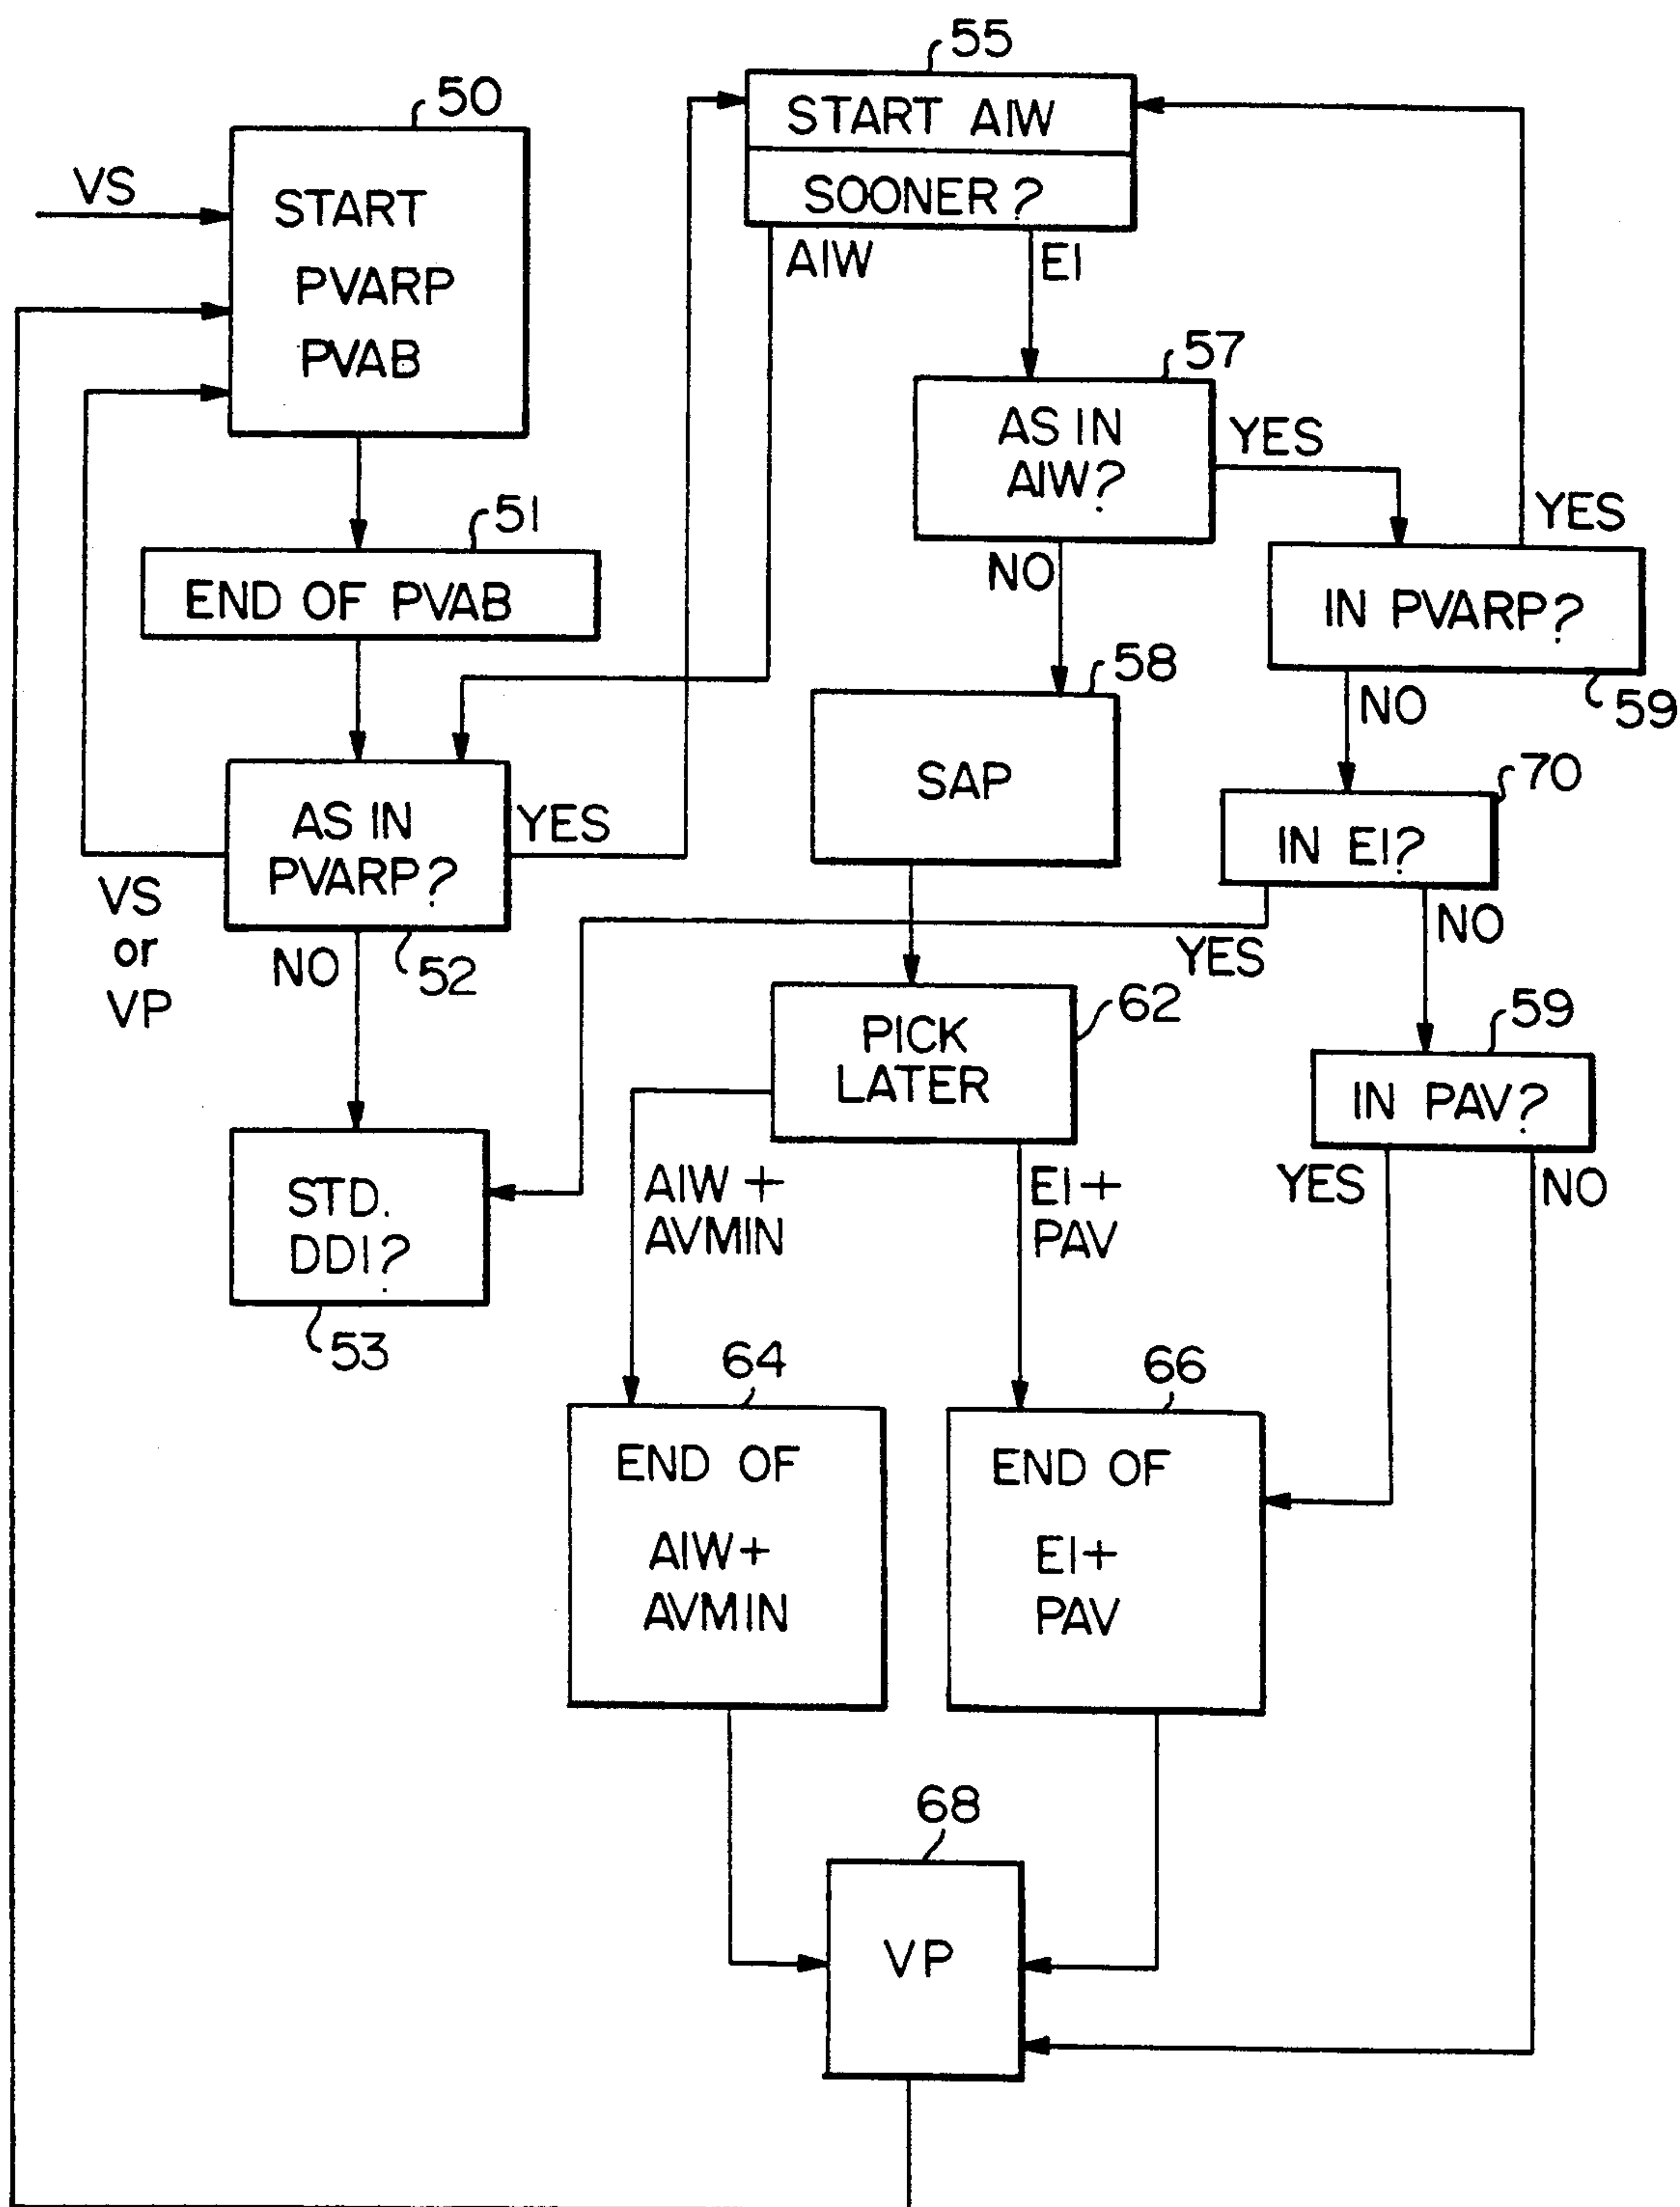 55
START AIW
SOONER?
50
VS
START
PVARP
PVAB
AIW
EI
57
AS IN
AIW?
YES
NO
51
END OF PVAB
YES
IN PVARP?
59
NO
58
SAP
AS IN
PVARP?
YES
52
VS
or
VP
NO
70
IN EI?
YES
NO
62
PICK
LATER
59
IN PAV?
YES
NO
STD.
DDI?
53
AIW +
AVMIN
EI+
PAV
64
END OF
AIW+
AVMIN
66
END OF
EI+
PAV
68
VP